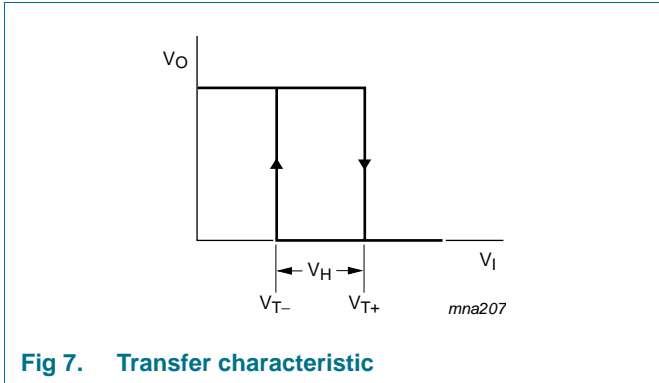 VO
VI
VH
VT−
VT+
mna207
Fig 7. Transfer characteristic